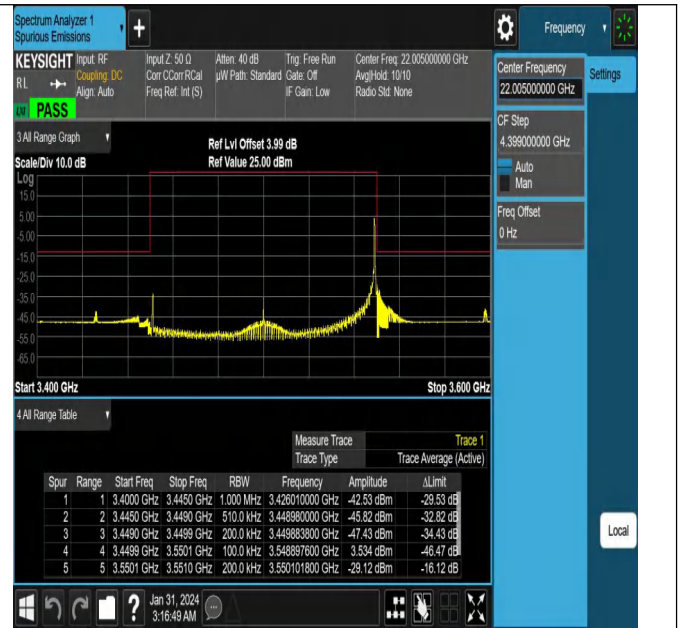 Spectrum Analyzer 1
Spurious Emissions
Frequency
KEYSIGHT Input: RF Input Z: 50 Ω Atten: 40 dB Trig: Free Run Center Freq: 22.005000000 GHz
RL Coupling: DC Corr CCorr RCal µW Path: Standard Gate: Off Avg|Hold: 10/10
Align: Auto Freq Ref: Int (S) IF Gain: Low Radio Std: None
PASS
Center Frequency
22.005000000 GHz
Settings
CF Step
4.399000000 GHz
Auto
Man
Freq Offset
0 Hz
Local
3 All Range Graph
Ref Lvl Offset 3.99 dB
Scale/Div 10.0 dB Ref Value 25.00 dBm
Log
15.0
5.00
-5.00
-15.0
-25.0
-35.0
-45.0
-55.0
-65.0
Start 3.400 GHz Stop 3.600 GHz
4 All Range Table
Measure Trace Trace 1
Trace Type Trace Average (Active)
Spur Range Start Freq Stop Freq RBW Frequency Amplitude ΔLimit
1 1 3.4000 GHz 3.4450 GHz 1.000 MHz 3.426010000 GHz -42.53 dBm -29.53 dB
2 2 3.4450 GHz 3.4490 GHz 510.0 kHz 3.448980000 GHz -45.82 dBm -32.82 dB
3 3 3.4490 GHz 3.4499 GHz 200.0 kHz 3.449883800 GHz -47.43 dBm -34.43 dB
4 4 3.4499 GHz 3.5501 GHz 100.0 kHz 3.548897600 GHz 3.534 dBm -46.47 dB
5 5 3.5501 GHz 3.5510 GHz 200.0 kHz 3.550101800 GHz -29.12 dBm -16.12 dB
Jan 31, 2024
3:16:49 AM